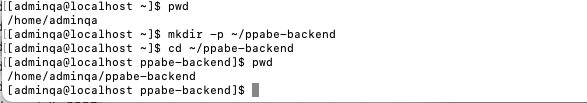 [[adminqa@localhost ~]$ pwd
/home/adminqa
[[adminqa@localhost ~]$ mkdir -p ~/ppabe-backend
[[adminqa@localhost ~]$ cd ~/ppabe-backend
[[adminqa@localhost ppabe-backend]$ pwd
/home/adminqa/ppabe-backend
[adminqa@localhost ppabe-backend]$